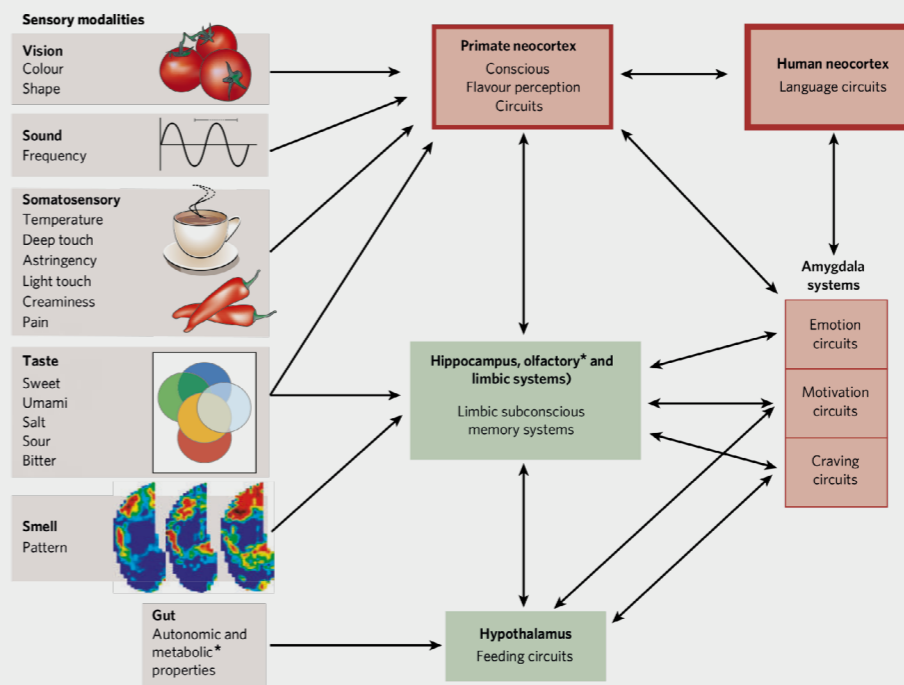 Sensory modalities
Vision
Colour
Shape
Sound
Frequency
Somatosensory
Temperature
Deep touch
Astringency
Light touch
Creaminess
Pain
Taste
Sweet
Umami
Salt
Sour
Bitter
Smell
Pattern
Gut
Autonomic and
metabolic*
properties
Primate neocortex
Conscious
Flavour perception
Circuits
Human neocortex
Language circuits
Hippocampus, olfactory* and
limbic systems)
Limbic subconscious
memory systems
Amygdala
systems
Emotion
circuits
Motivation
circuits
Craving
circuits
Hypothalamus
Feeding circuits